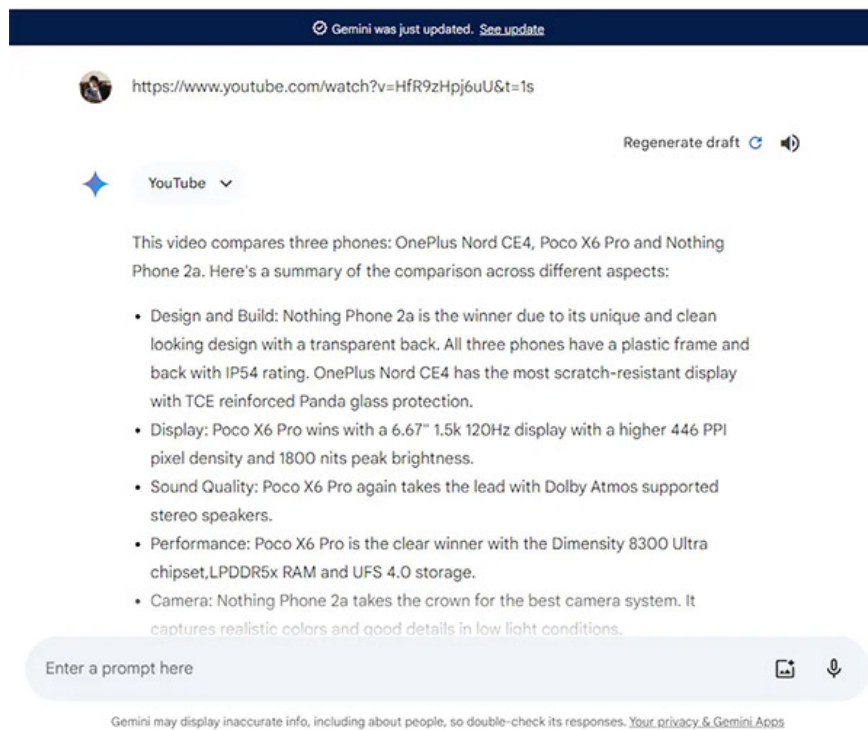 Gemini was just updated. See update
https://www.youtube.com/watch?v=HfR9zHpj6uU&t=1s
Regenerate draft
YouTube
This video compares three phones: OnePlus Nord CE4, Poco X6 Pro and Nothing
Phone 2a. Here's a summary of the comparison across different aspects:
• Design and Build: Nothing Phone 2a is the winner due to its unique and clean
looking design with a transparent back. All three phones have a plastic frame and
back with IP54 rating. OnePlus Nord CE4 has the most scratch-resistant display
with TCE reinforced Panda glass protection.
• Display: Poco X6 Pro wins with a 6.67" 1.5k 120Hz display with a higher 446 PPI
pixel density and 1800 nits peak brightness.
• Sound Quality: Poco X6 Pro again takes the lead with Dolby Atmos supported
stereo speakers.
• Performance: Poco X6 Pro is the clear winner with the Dimensity 8300 Ultra
chipset,LPDDR5x RAM and UFS 4.0 storage.
• Camera: Nothing Phone 2a takes the crown for the best camera system. It
captures realistic colors and good details in low light conditions.
Enter a prompt here
Gemini may display inaccurate info, including about people, so double-check its responses. Your privacy & Gemini Apps